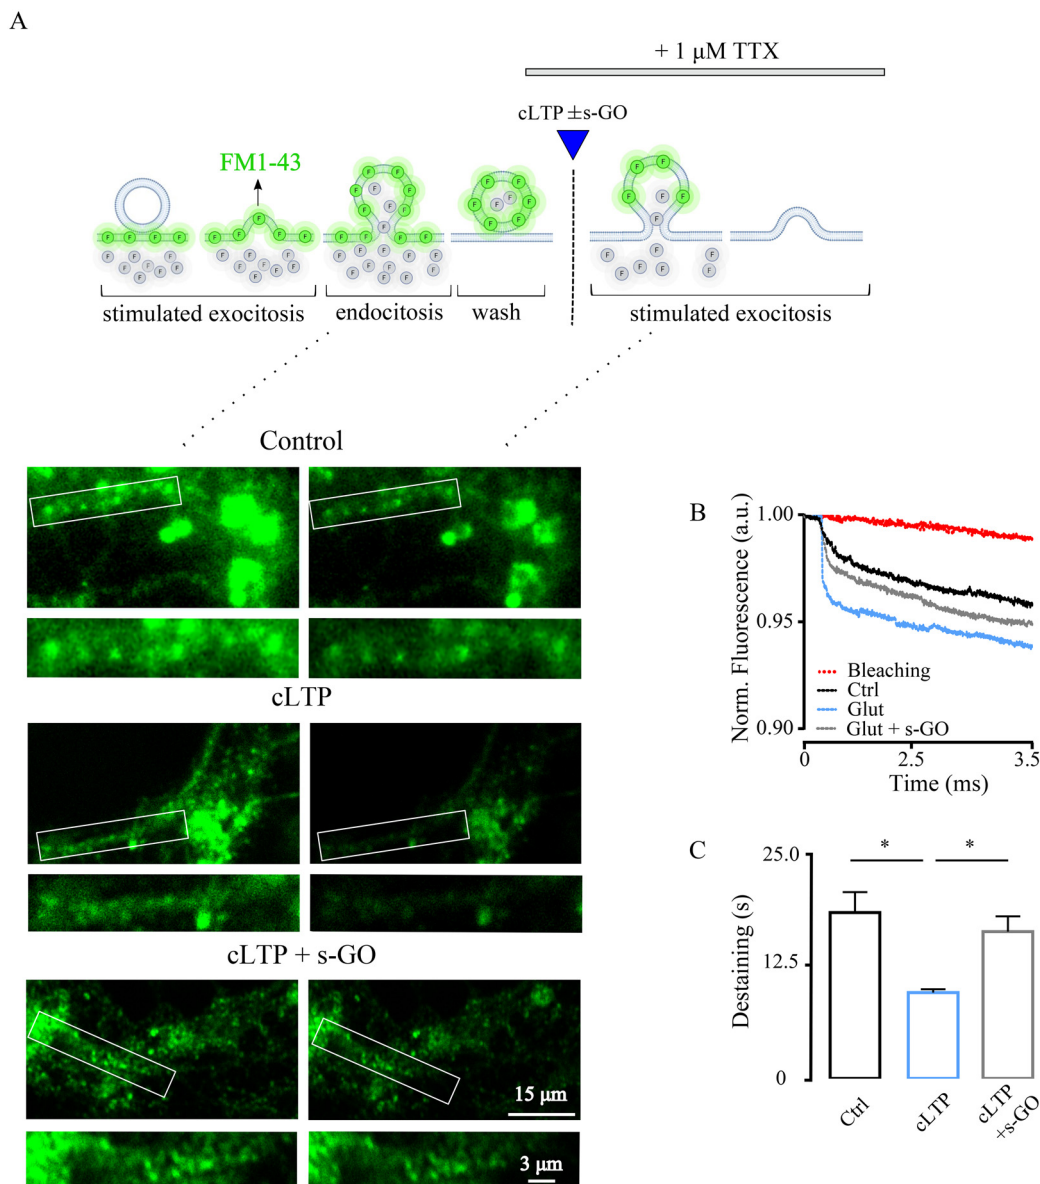 A
+ 1 μM TTX
cLTP ±s-GO
FM1-43
F F F F F F F F F F F F F
stimulated exocitosis
endocitosis
wash
stimulated exocitosis
Control
cLTP
cLTP + s-GO
15 μm
3 μm
B
Norm. Fluorescence (a.u.)
1.00
0.95
0.90
Bleaching
Ctrl
Glut
Glut + s-GO
0
2.5
3.5
Time (ms)
C
Destaining (s)
25.0
12.5
0
*
*
Ctrl
cLTP
cLTP
+s-GO